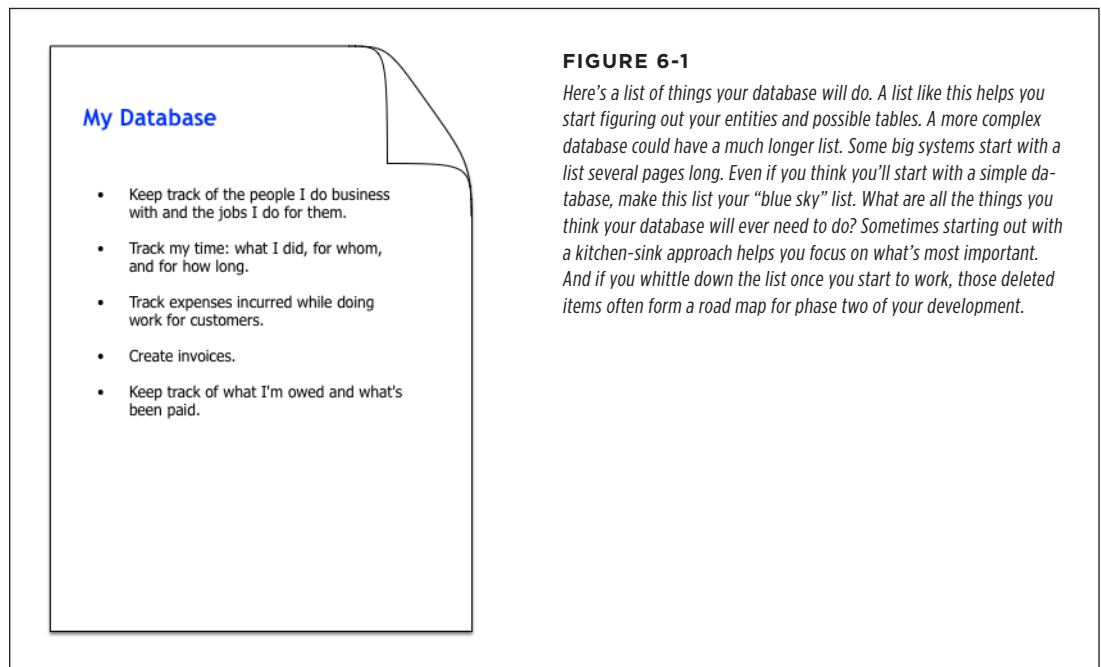 My Database
• Keep track of the people I do business
with and the jobs I do for them.
• Track my time: what I did, for whom,
and for how long.
• Track expenses incurred while doing
work for customers.
• Create invoices.
• Keep track of what I'm owed and what's
been paid.
FIGURE 6-1
Here’s a list of things your database will do. A list like this helps you
start figuring out your entities and possible tables. A more complex
database could have a much longer list. Some big systems start with a
list several pages long. Even if you think you’ll start with a simple da-
tabase, make this list your “blue sky” list. What are all the things you
think your database will ever need to do? Sometimes starting out with
a kitchen-sink approach helps you focus on what’s most important.
And if you whittle down the list once you start to work, those deleted
items often form a road map for phase two of your development.